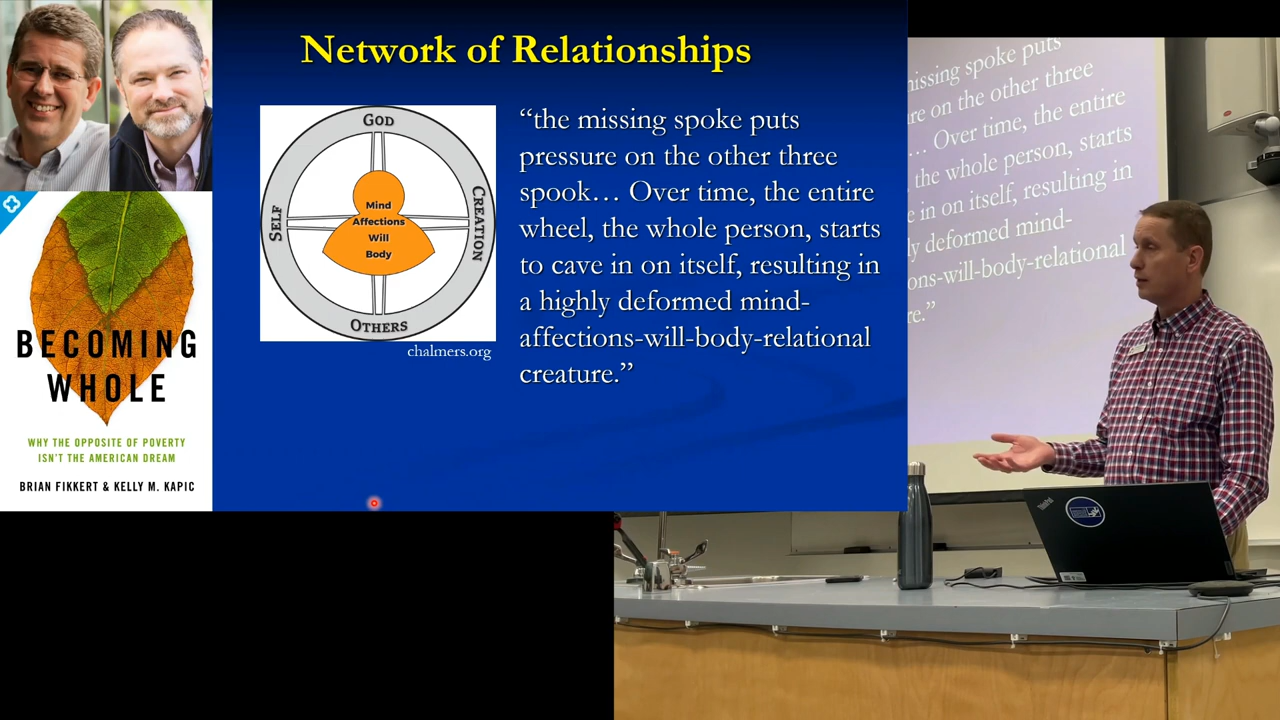 Network of Relationships
GOD
SELF
CREATION
OTHERS
Mind
Affections
Will
Body
chalmers.org
“the missing spoke puts
pressure on the other three
spook… Over time, the entire
wheel, the whole person, starts
to cave in on itself, resulting in
a highly deformed mind-
affections-will-body-relational
creature.”
BECOMING
WHOLE
WHY THE OPPOSITE OF POVERTY
ISN'T THE AMERICAN DREAM
BRIAN FIKKERT & KELLY M. KAPIC
missing spoke puts
re on the other three
… Over time, the entire
the whole person, starts
e in on itself, resulting in
ly deformed mind-
ons-will-body-relational
re.”
ThinkPad